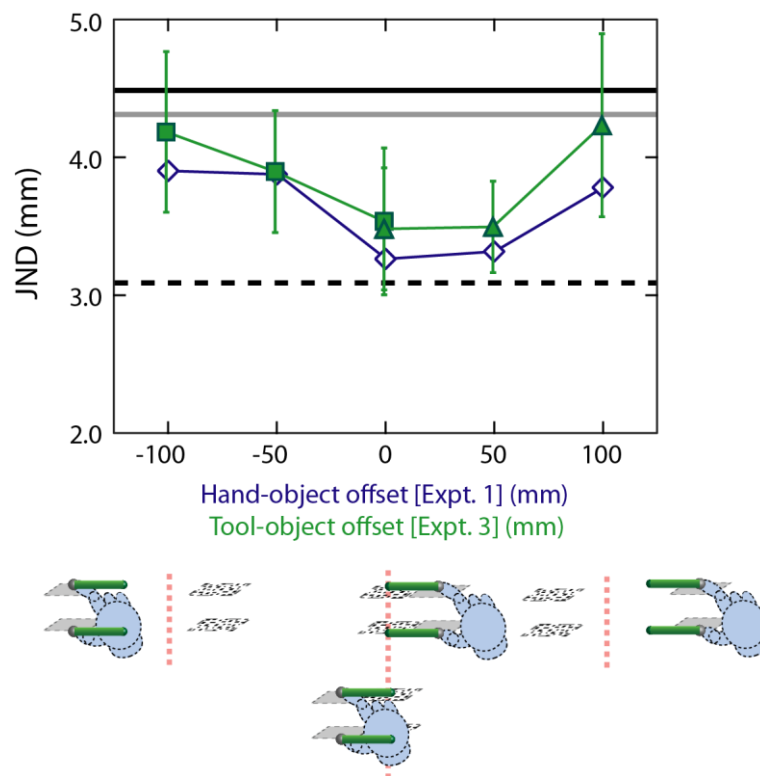 5.0
4.0
3.0
2.0
JND (mm)
-100 -50 0 50 100
Hand-object offset [Expt. 1] (mm)
Tool-object offset [Expt. 3] (mm)